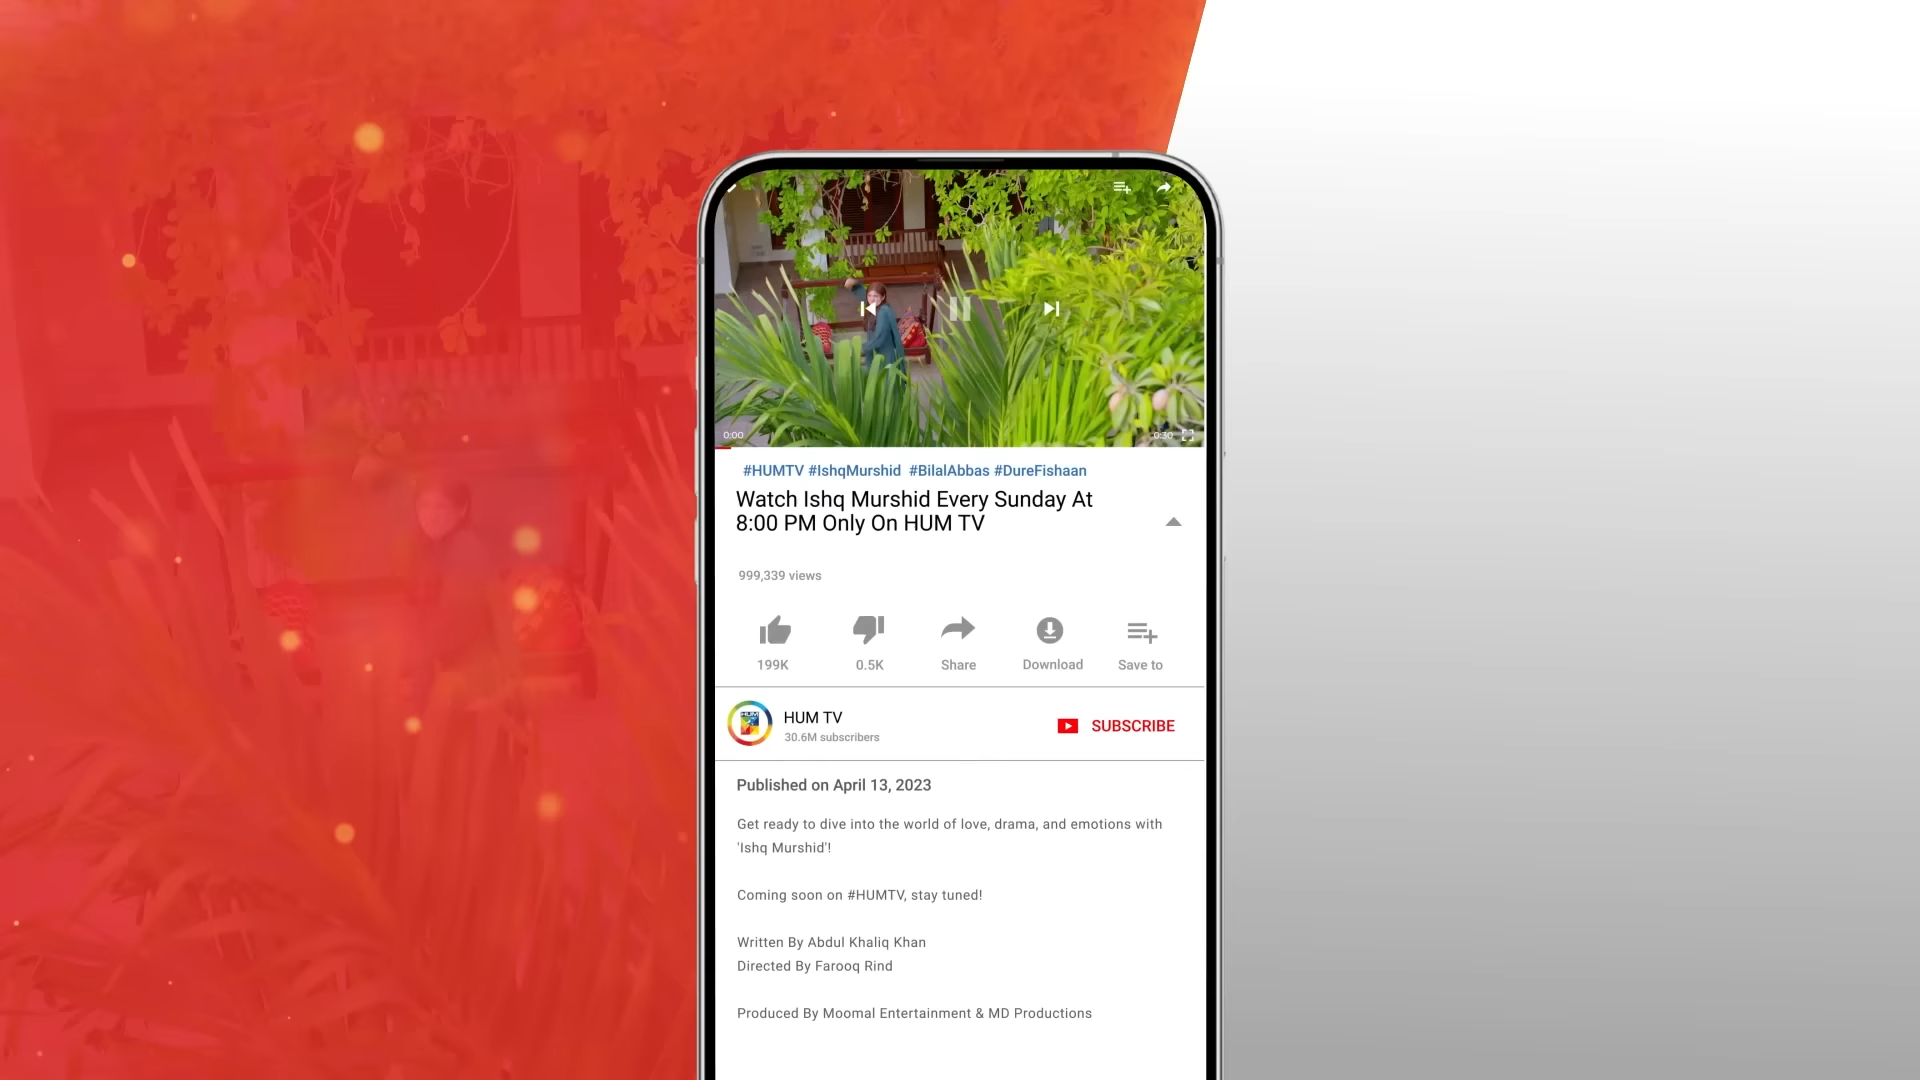 0:00
0:30
#HUMTV #IshqMurshid #BilalAbbas #DureFishaan
Watch Ishq Murshid Every Sunday At
8:00 PM Only On HUM TV
999,339 views
199K
0.5K
Share
Download
Save to
HUM
HUM TV
30.6M subscribers
SUBSCRIBE
Published on April 13, 2023
Get ready to dive into the world of love, drama, and emotions with
'Ishq Murshid'!
Coming soon on #HUMTV, stay tuned!
Written By Abdul Khaliq Khan
Directed By Farooq Rind
Produced By Moomal Entertainment & MD Productions